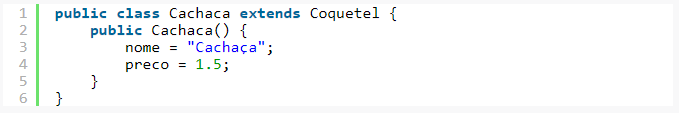 1 public class Cachaca extends Coquetel {
2     public Cachaca() {
3         nome = "Cachaça";
4         preco = 1.5;
5     }
6 }